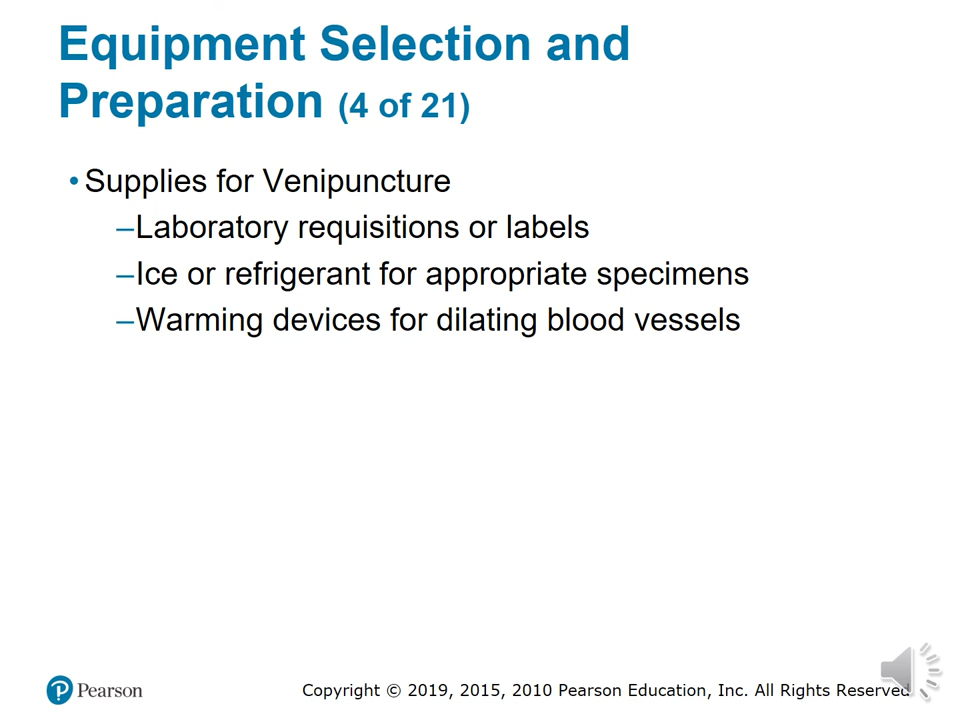 Equipment Selection and
Preparation (4 of 21)
• Supplies for Venipuncture
–Laboratory requisitions or labels
–Ice or refrigerant for appropriate specimens
–Warming devices for dilating blood vessels
Pearson
Copyright © 2019, 2015, 2010 Pearson Education, Inc. All Rights Reserved